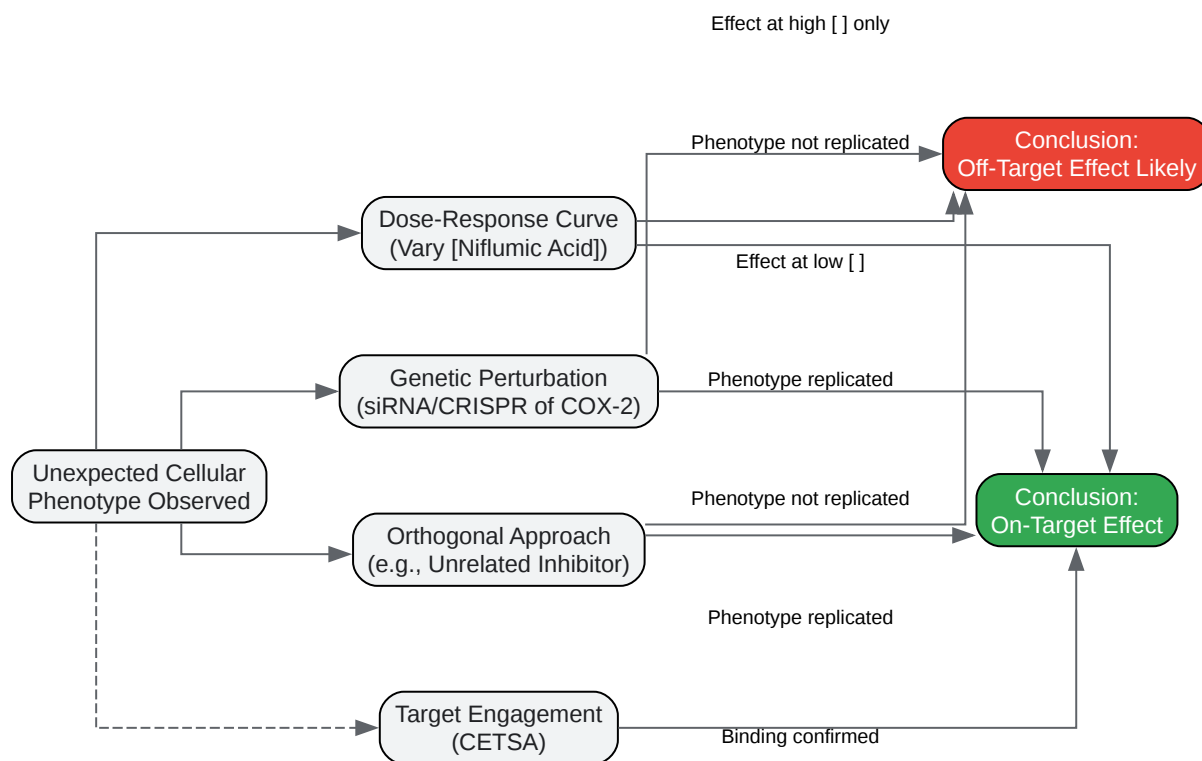 Effect at high [ ] only
Phenotype not replicated
Conclusion:
Off-Target Effect Likely
Dose-Response Curve
(Vary [Niflumic Acid])
Effect at low [ ]
Genetic Perturbation
(siRNA/CRISPR of COX-2)
Phenotype replicated
Unexpected Cellular
Phenotype Observed
Phenotype not replicated
Conclusion:
On-Target Effect
Orthogonal Approach
(e.g., Unrelated Inhibitor)
Phenotype replicated
Target Engagement
(CETSA)
Binding confirmed